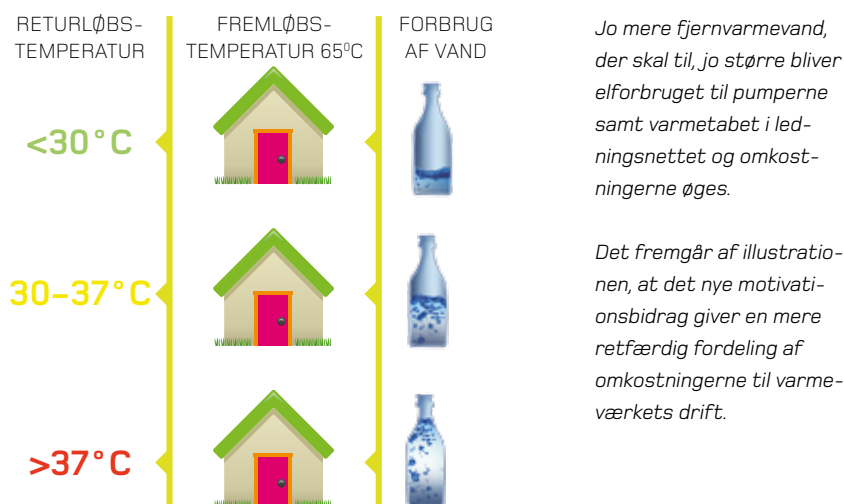 RETURLØBS-
TEMPERATUR
FREMLØBS-
TEMPERATUR 65⁰C
FORBRUG
AF VAND
<30°C
30-37°C
>37°C
Jo mere fjernvarmevand,
der skal til, jo større bliver
elforbruget til pumperne
samt varmetabet i led-
ningsnettet og omkost-
ningerne øges.
Det fremgår af illustratio-
nen, at det nye motivati-
onsbidrag giver en mere
retfærdig fordeling af
omkostningerne til varme-
værkets drift.